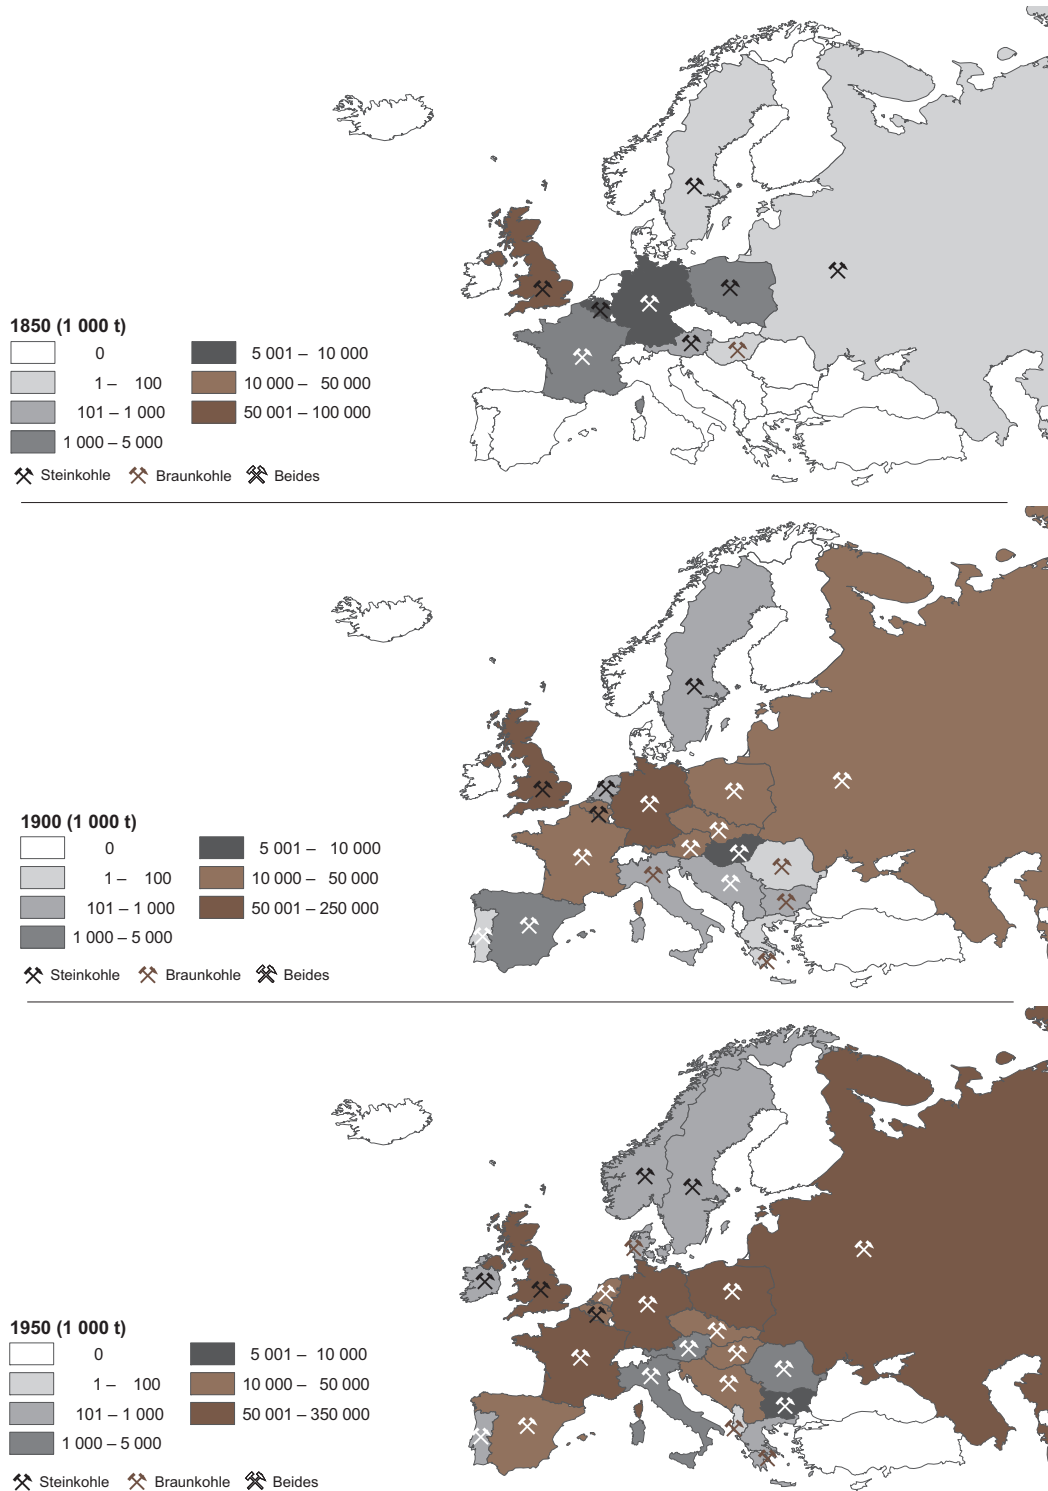 1850 (1 000 t)
0 5 001 – 10 000
1 – 100 10 000 – 50 000
101 – 1 000 50 001 – 100 000
1 000 – 5 000
Steinkohle Braunkohle Beides
1900 (1 000 t)
0 5 001 – 10 000
1 – 100 10 000 – 50 000
101 – 1 000 50 001 – 250 000
1 000 – 5 000
Steinkohle Braunkohle Beides
1950 (1 000 t)
0 5 001 – 10 000
1 – 100 10 000 – 50 000
101 – 1 000 50 001 – 350 000
1 000 – 5 000
Steinkohle Braunkohle Beides